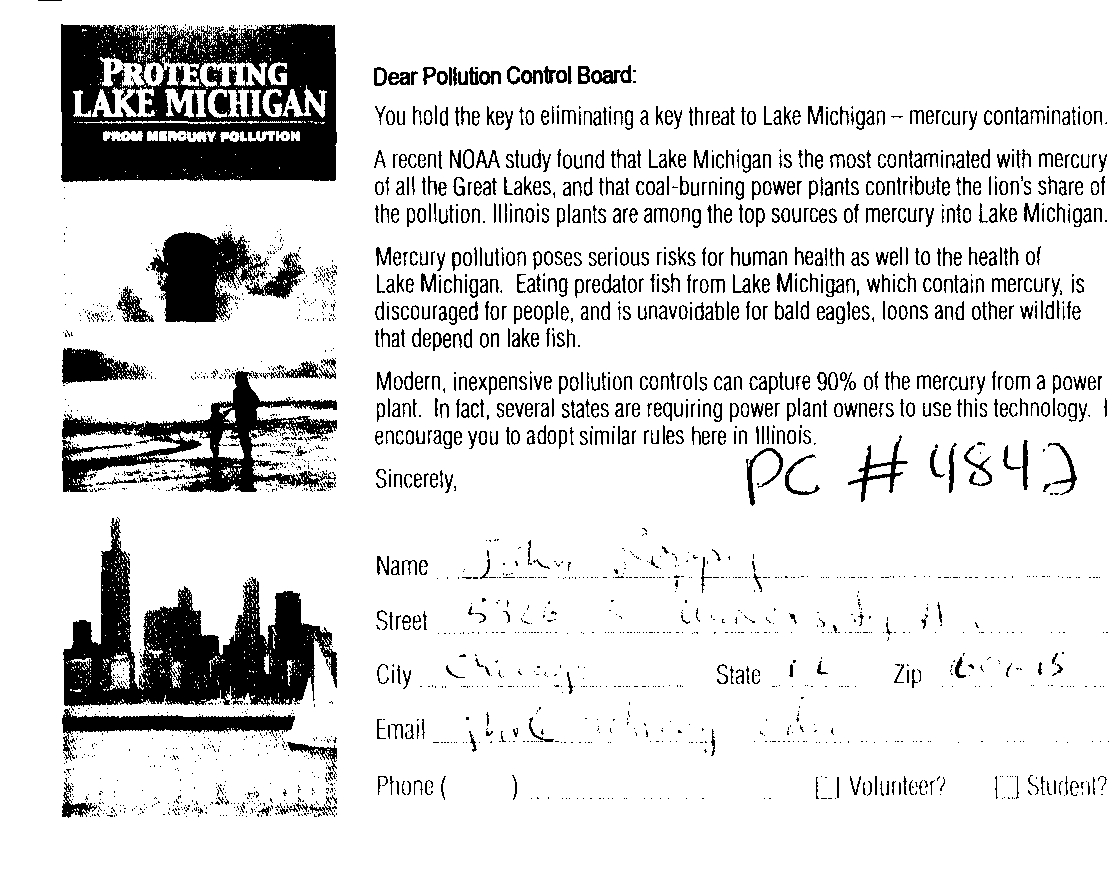 PROTECTING
LAKE MICHIGAN
FROM MERCURY POLLUTION
Dear Pollution Control Board:
You hold the key to eliminating a key threat to Lake Michigan – mercury contamination.
A recent NOAA study found that Lake Michigan is the most contaminated with mercury
of all the Great Lakes, and that coal-burning power plants contribute the lion's share of
the pollution. Illinois plants are among the top sources of mercury into Lake Michigan.
Mercury pollution poses serious risks for human health as well to the health of
Lake Michigan. Eating predator fish from Lake Michigan, which contain mercury, is
discouraged for people, and is unavoidable for bald eagles, loons and other wildlife
that depend on lake fish.
Modern, inexpensive pollution controls can capture 90% of the mercury from a power
plant. In fact, several states are requiring power plant owners to use this technology. I
encourage you to adopt similar rules here in Illinois.
Sincerely,
PC # 4842
Name John
Street
City Chicago State IL Zip
Email
Phone ( )
Volunteer? Student?